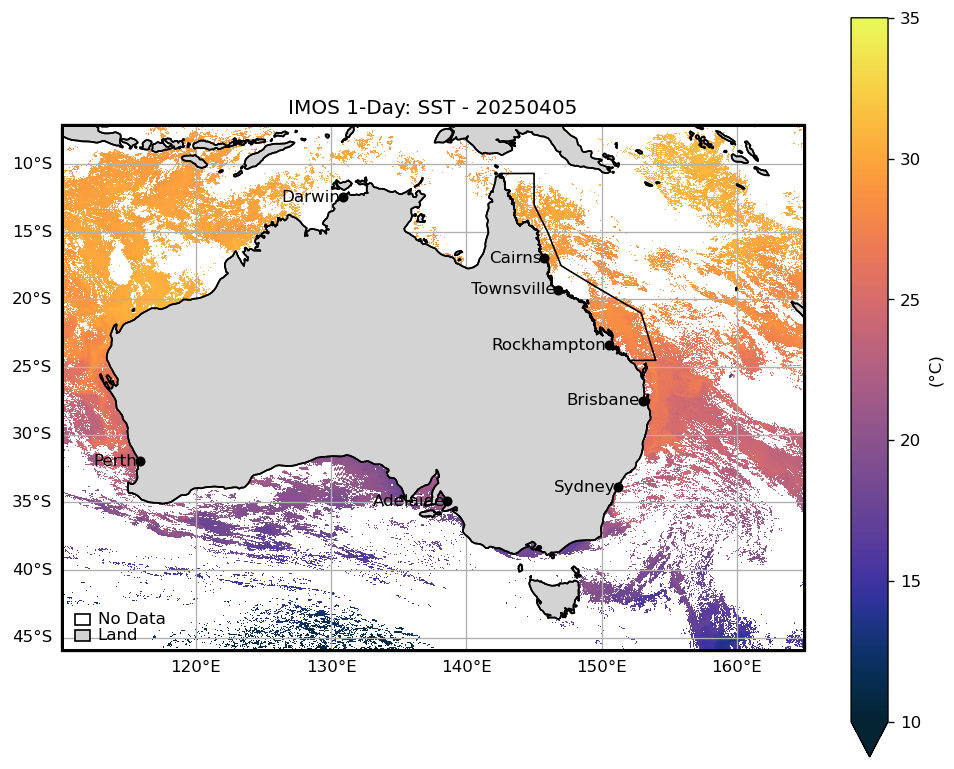 IMOS 1-Day: SST - 20250405
35
30
25
20
15
10
(°C)
10°S
15°S
20°S
25°S
30°S
35°S
40°S
45°S
Darwin
Cairns
Townsville
Rockhampton
Brisbane
Perth
Sydney
Adelaide
No Data
Land
120°E
130°E
140°E
150°E
160°E